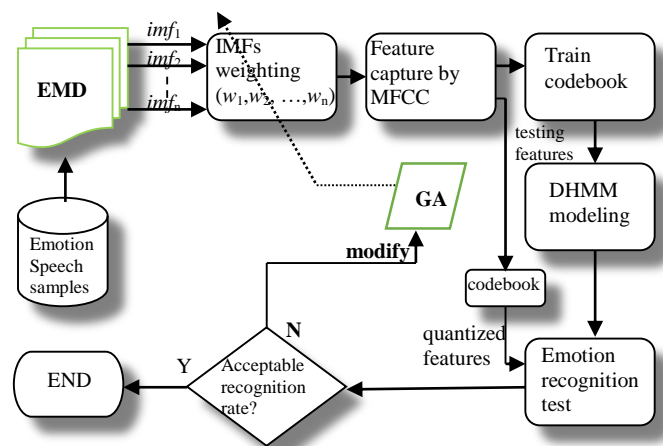 EMD
imf1
imf2
imfn
IMFs
weighting
(w1,w2, …,wn)
Feature
capture by
MFCC
Train
codebook
testing
features
DHMM
modeling
GA
modify
Emotion
Speech
samples
codebook
quantized
features
N
Y
END
Acceptable
recognition
rate?
Emotion
recognition
test